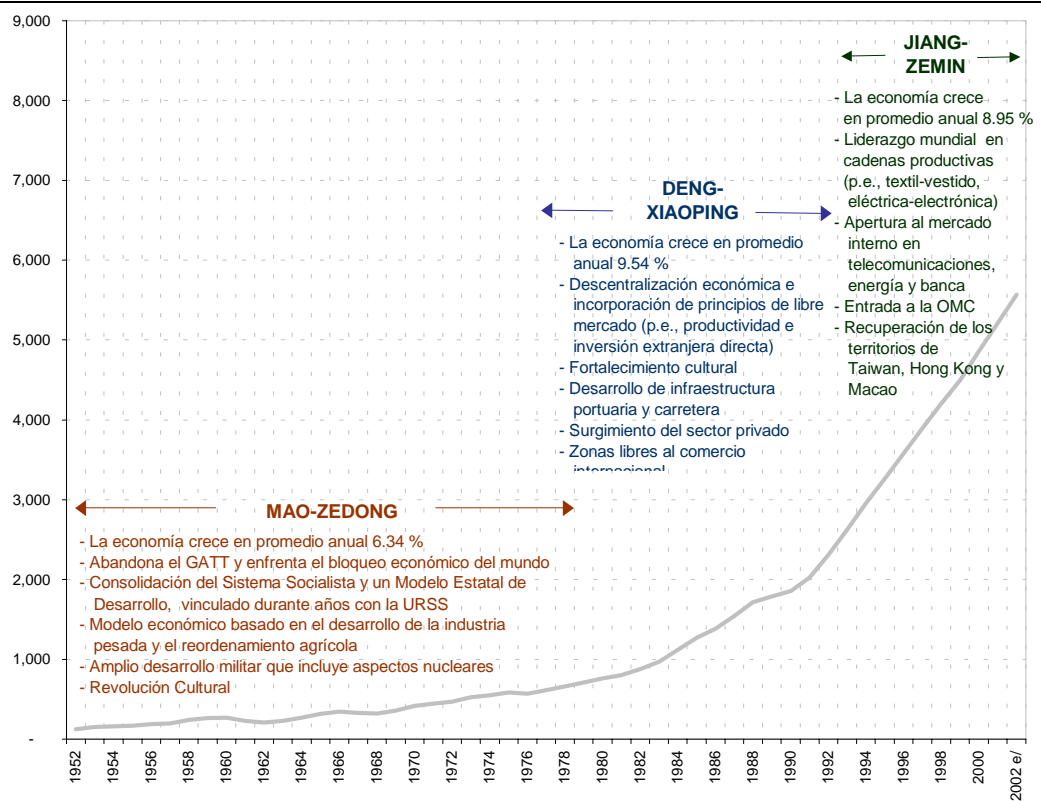 9,000
8,000
7,000
6,000
5,000
4,000
3,000
2,000
1,000
-
MAO-ZEDONG
- La economía crece en promedio anual 6.34 %
- Abandona el GATT y enfrenta el bloqueo económico del mundo
- Consolidación del Sistema Socialista y un Modelo Estatal de
Desarrollo, vinculado durante años con la URSS
- Modelo económico basado en el desarrollo de la industria
pesada y el reordenamiento agrícola
- Amplio desarrollo militar que incluye aspectos nucleares
- Revolución Cultural
DENG-
XIAOPING
- La economía crece en promedio
anual 9.54 %
- Descentralización económica e
incorporación de principios de libre
mercado (p.e., productividad e
inversión extranjera directa)
- Fortalecimiento cultural
- Desarrollo de infraestructura
portuaria y carretera
- Surgimiento del sector privado
- Zonas libres al comercio
internacional
JIANG-
ZEMIN
- La economía crece
en promedio anual 8.95 %
- Liderazgo mundial en
cadenas productivas
(p.e., textil-vestido,
eléctrica-electrónica)
- Apertura al mercado
interno en
telecomunicaciones,
energía y banca
- Entrada a la OMC
- Recuperación de los
territorios de
Taiwan, Hong Kong y
Macao
1952
1954
1956
1958
1960
1962
1964
1966
1968
1970
1972
1974
1976
1978
1980
1982
1984
1986
1988
1990
1992
1994
1996
1998
2000
2002 e/